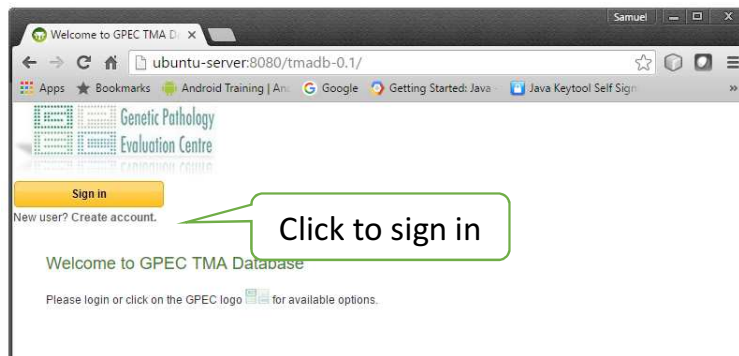 Samuel
Welcome to GPEC TMA D
ubuntu-server:8080/tmadb-0.1/
Apps Bookmarks Android Training | An Google Getting Started: Java - Java Keytool Self Sign »
Genetic Pathology
Evaluation Centre
Sign in
New user? Create account.
Click to sign in
Welcome to GPEC TMA Database
Please login or click on the GPEC logo for available options.